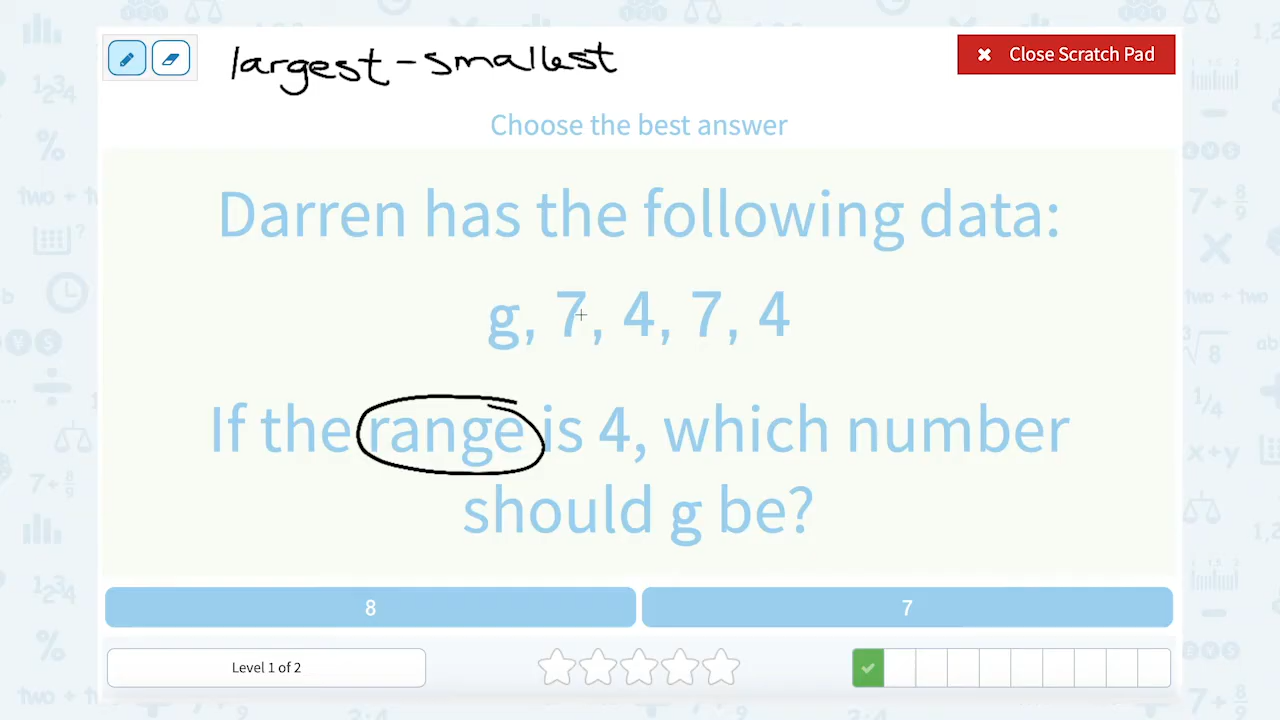 largest - smallest
Close Scratch Pad
Choose the best answer
Darren has the following data:
g, 7, 4, 7, 4
If the range is 4, which number
should g be?
8
7
Level 1 of 2